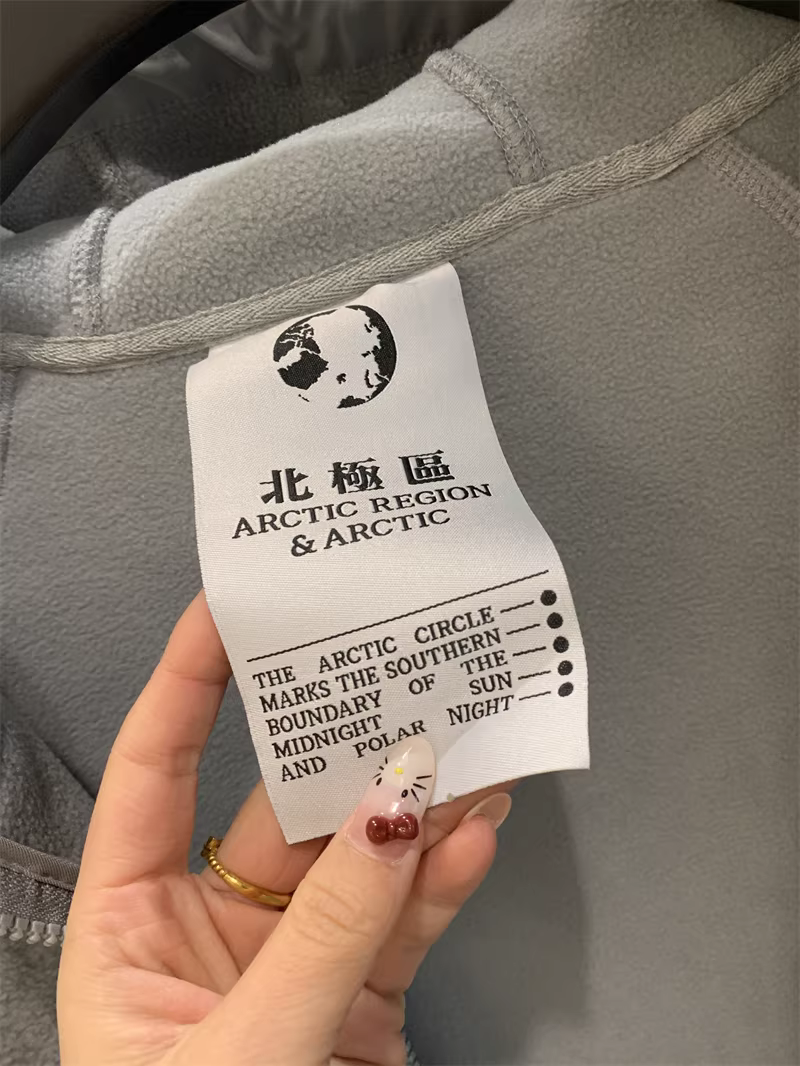 北極區
ARCTIC REGION
& ARCTIC
THE ARCTIC CIRCLE
MARKS THE SOUTHERN
BOUNDARY OF THE
MIDNIGHT SUN
AND POLAR NIGHT